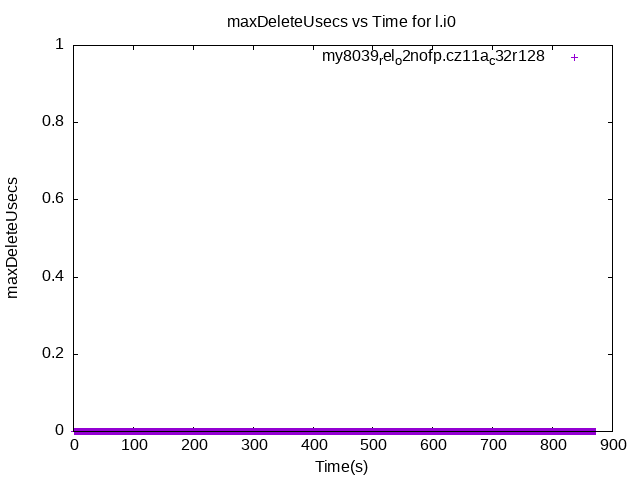 maxDeleteUsecs vs Time for l.i0
my8039relo2nofp.cz11ac32r128
maxDeleteUsecs
1
0.8
0.6
0.4
0.2
0
0 100 200 300 400 500 600 700 800 900
Time(s)